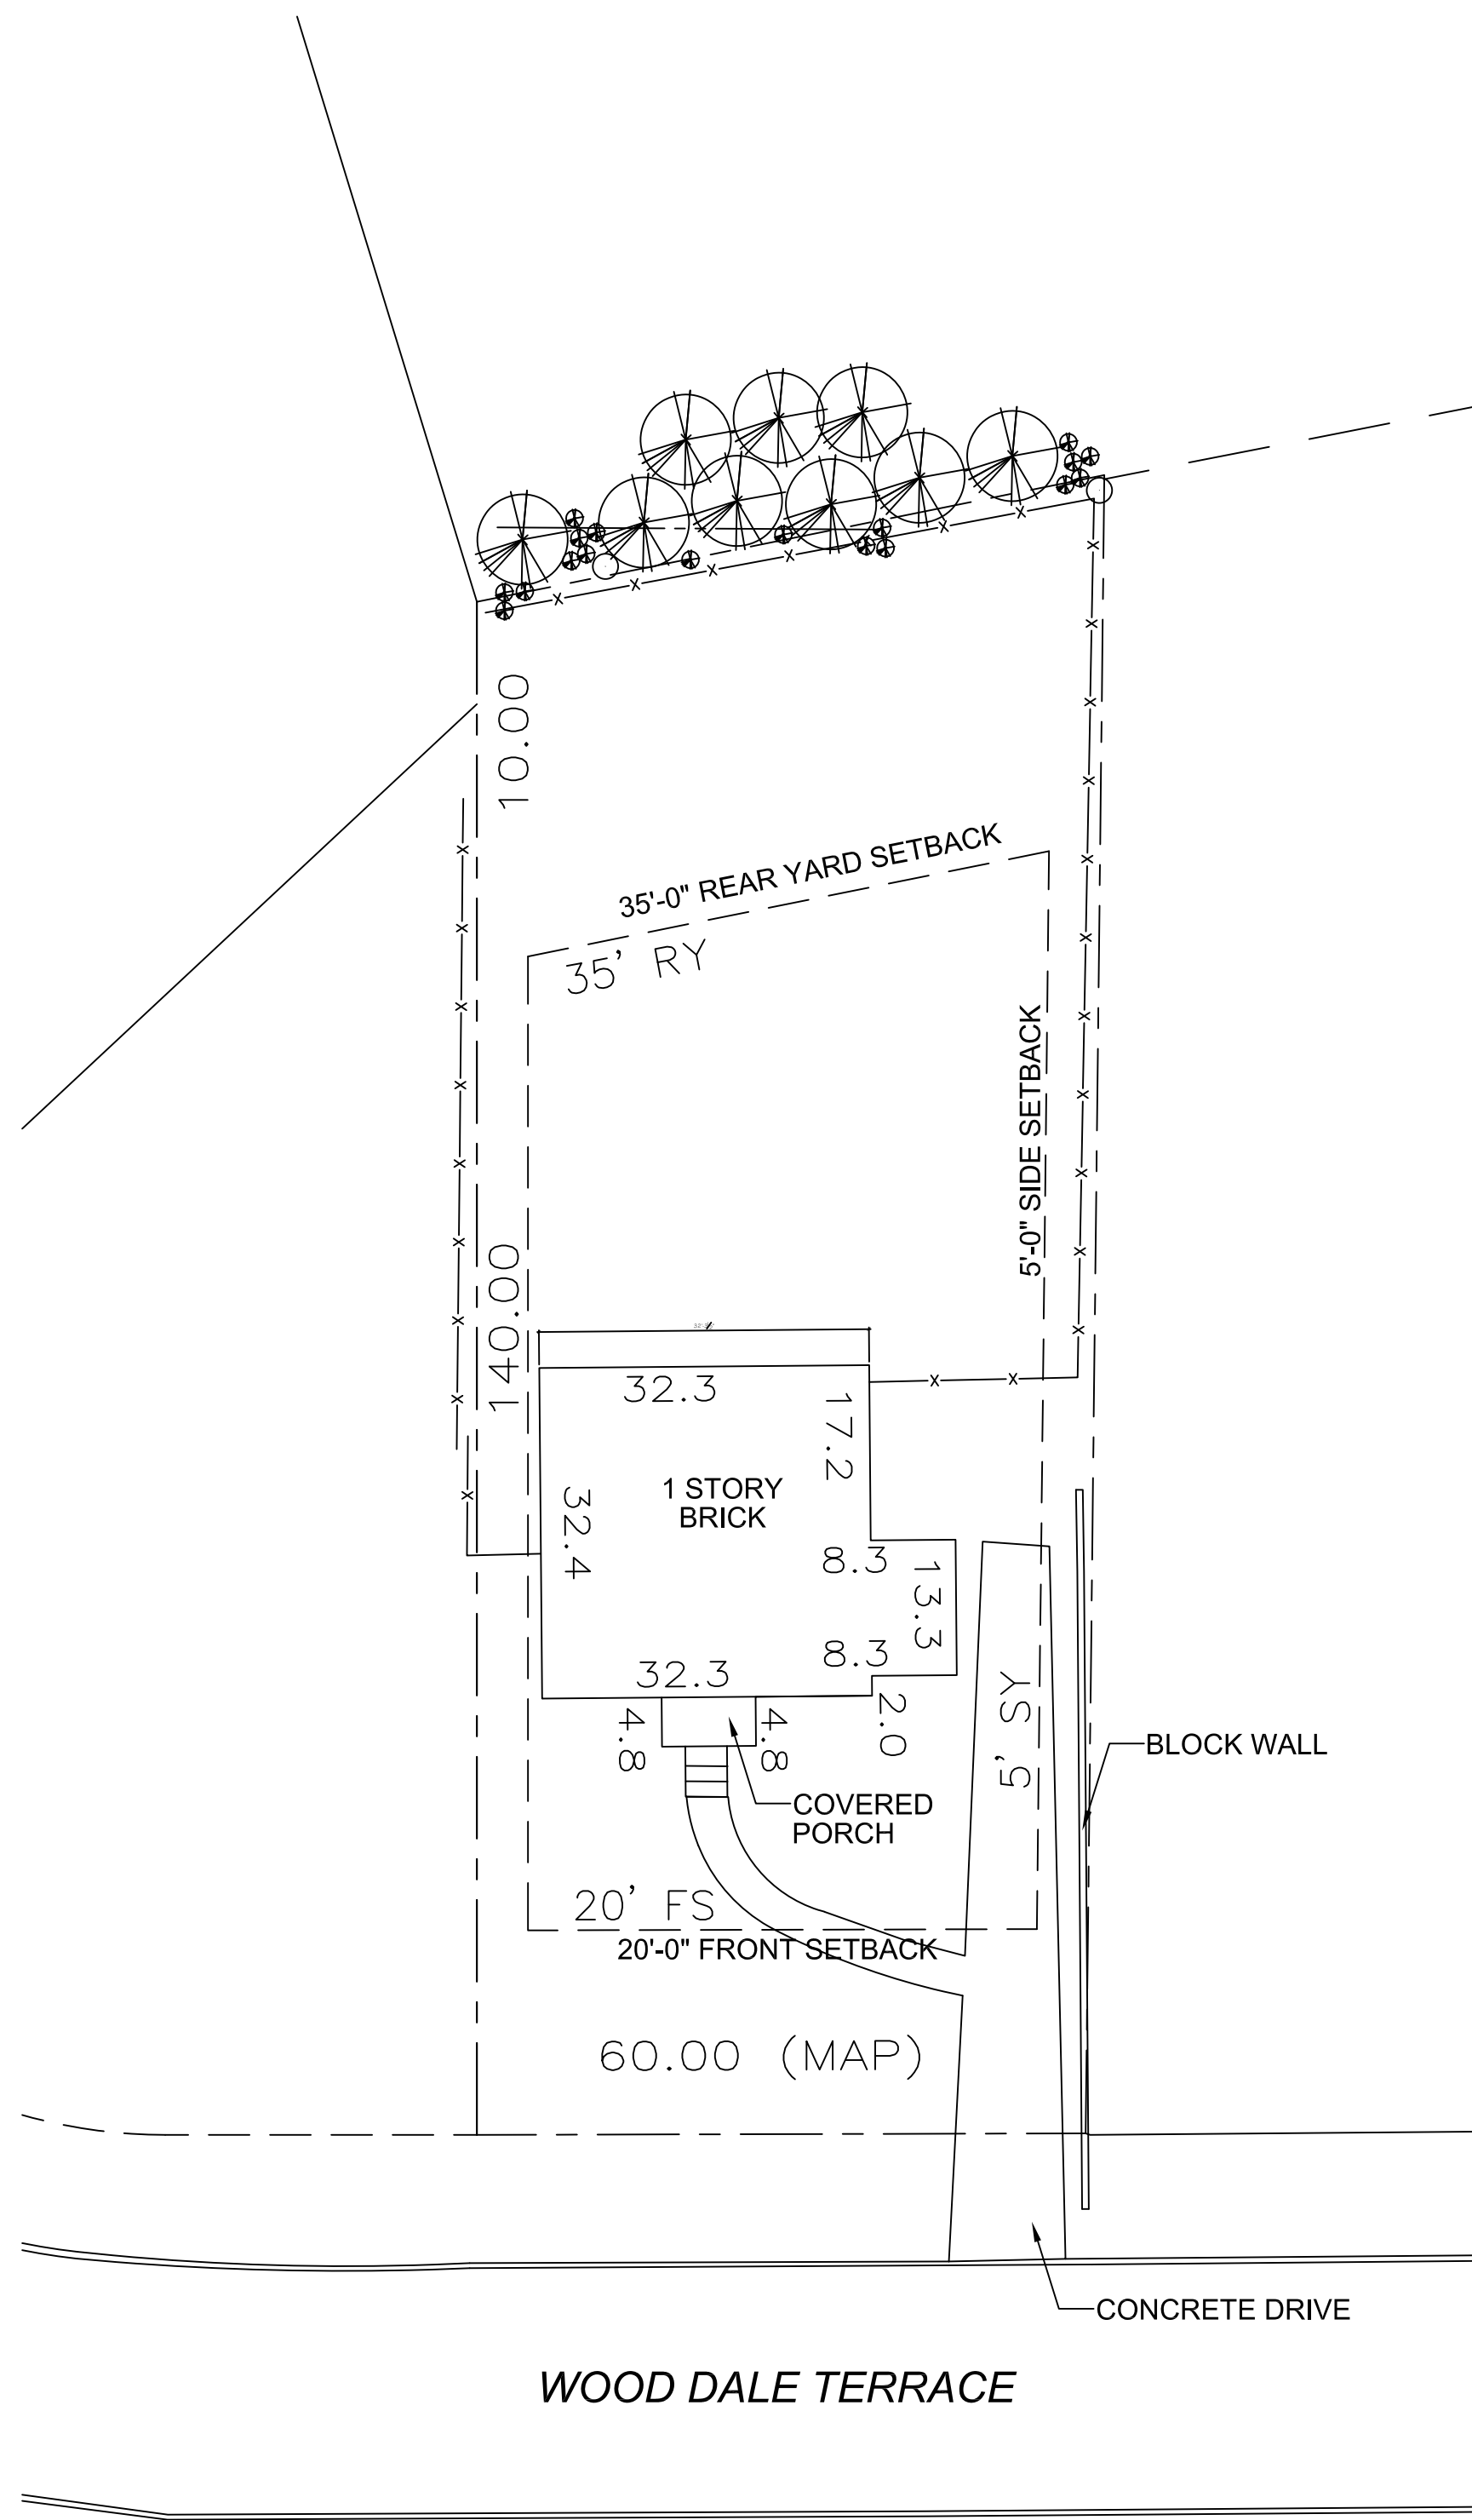 10.00
35'-0" REAR YARD SETBACK
35' RY
5'-0" SIDE SETBACK
140.00
32.3
17.2
1 STORY
BRICK
32.4
8.3
13.3
8.3
32.3
2.0
4.8
4.8
5' SY
BLOCK WALL
COVERED
PORCH
20' FS
20'-0" FRONT SETBACK
60.00 (MAP)
CONCRETE DRIVE
WOOD DALE TERRACE